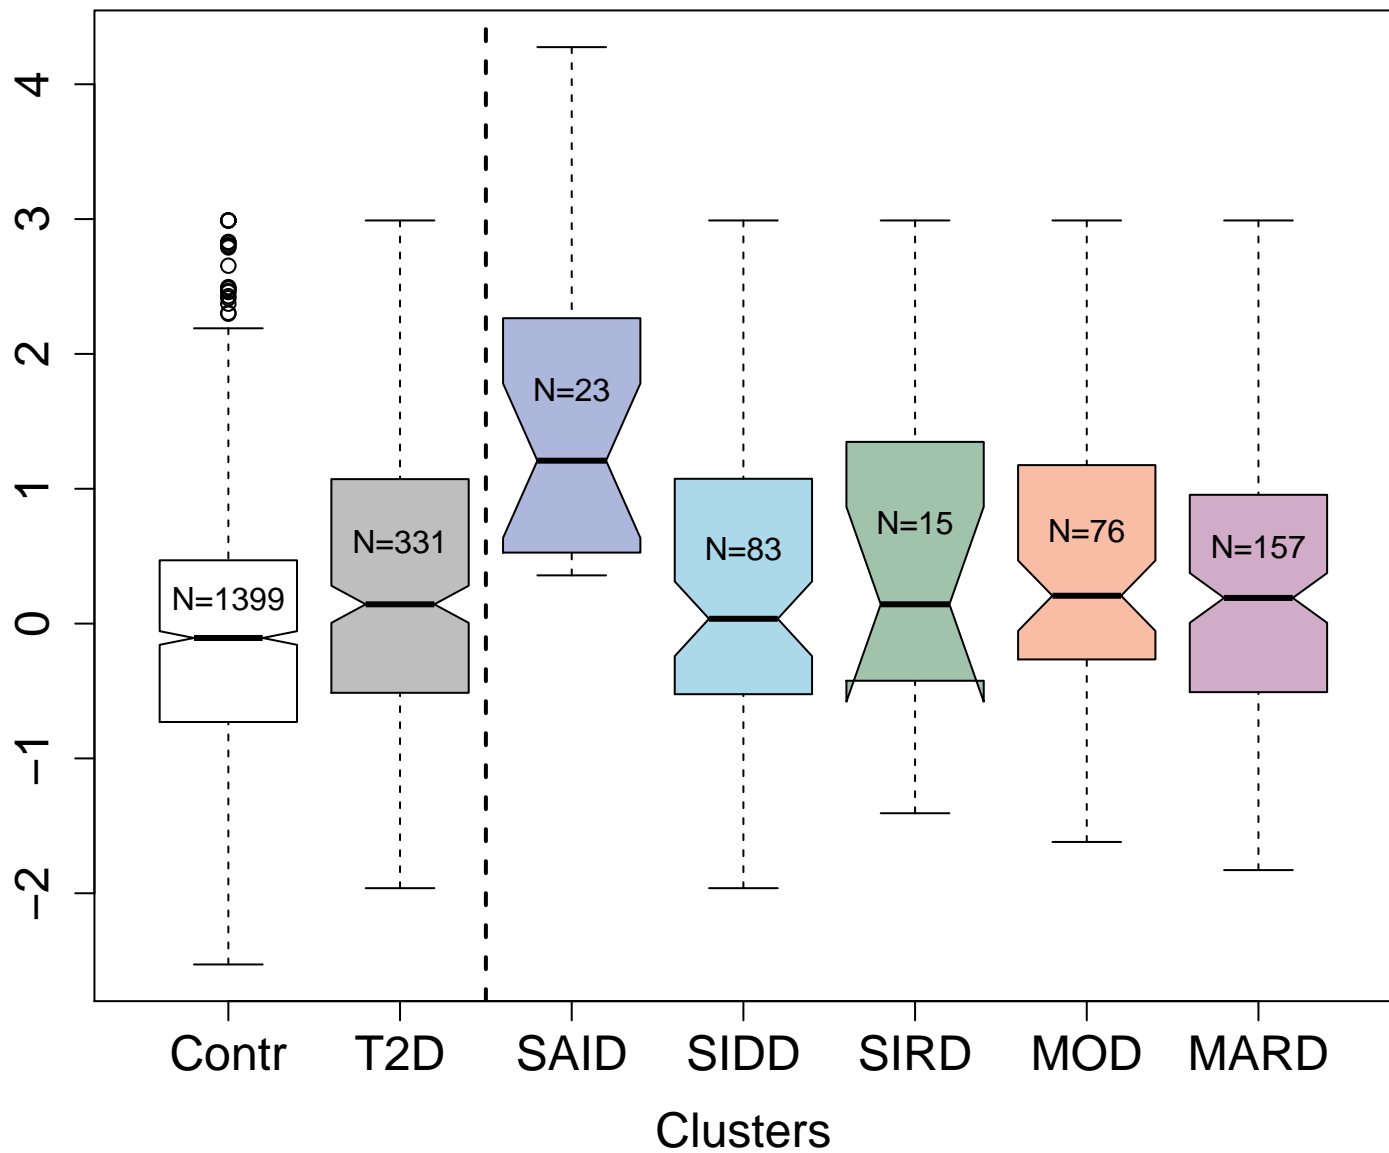 4
3
2
1
0
−1
−2
N=1399
N=331
N=23
N=83
N=15
N=76
N=157
Contr
T2D
SAID
SIDD
SIRD
MOD
MARD
Clusters